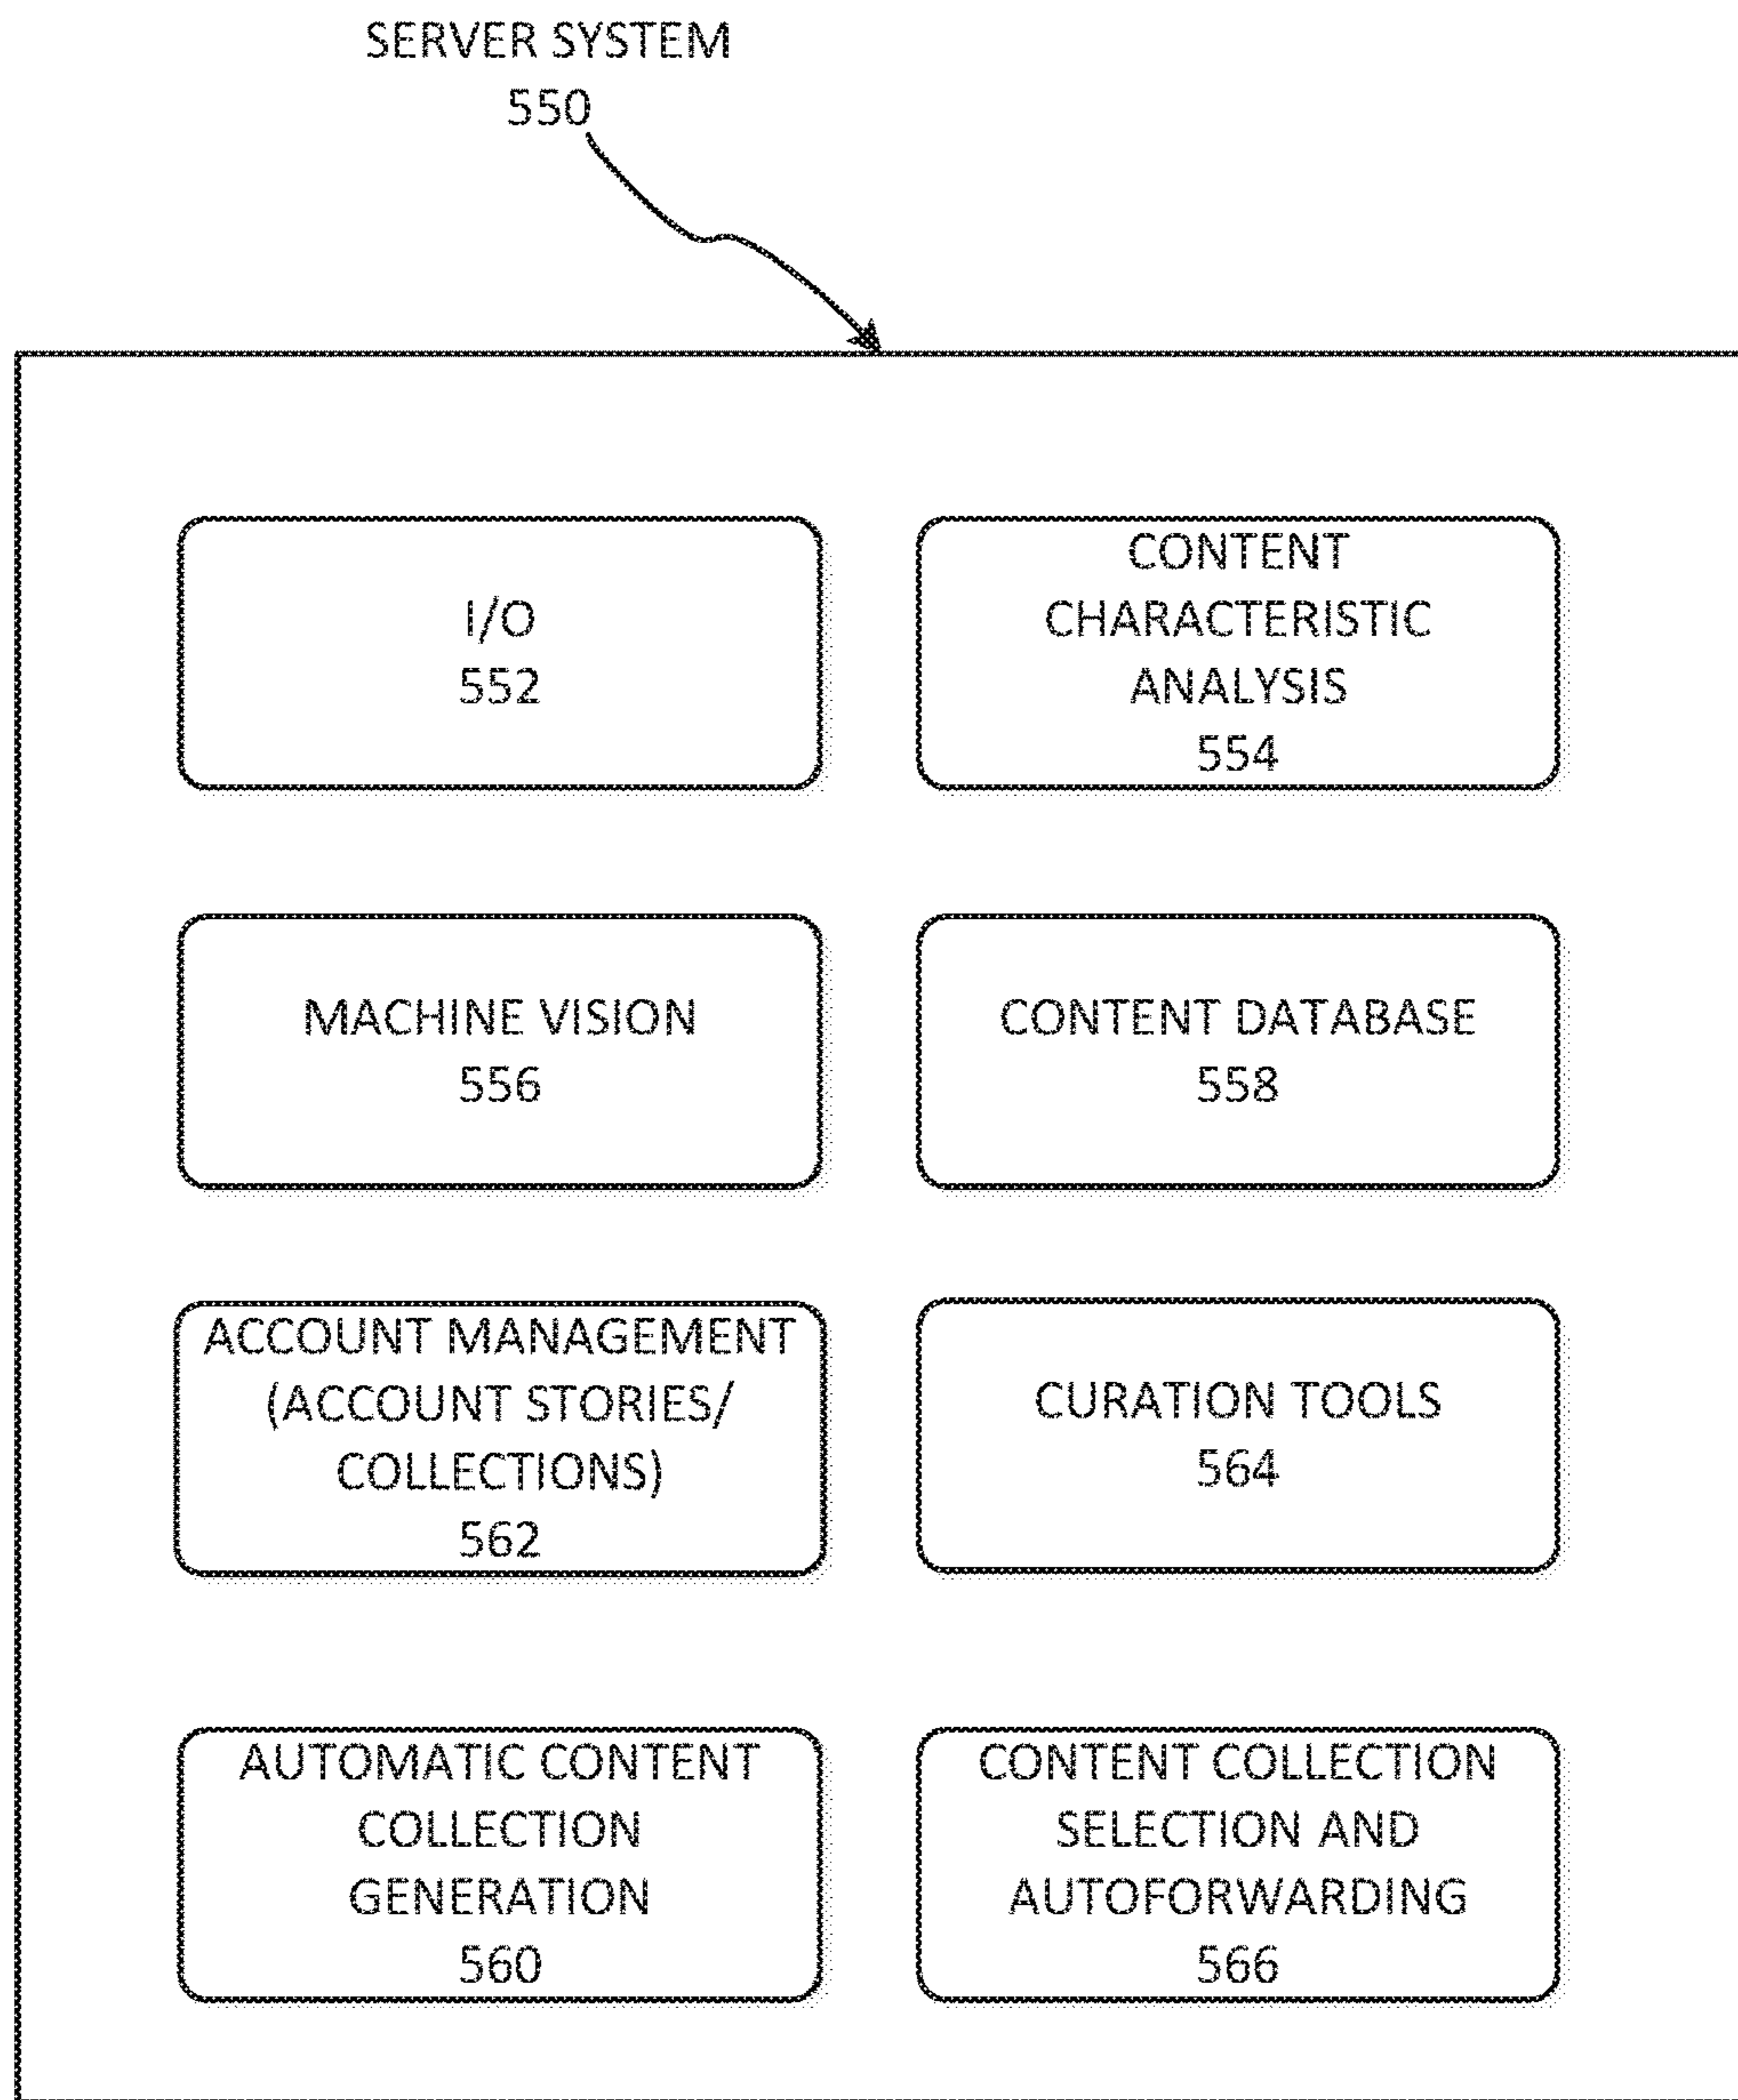 SERVER SYSTEM
550
I/O
552
CONTENT
CHARACTERISTIC
ANALYSIS
554
MACHINE VISION
556
CONTENT DATABASE
558
ACCOUNT MANAGEMENT
(ACCOUNT STORIES/
COLLECTIONS)
562
CURATION TOOLS
564
AUTOMATIC CONTENT
COLLECTION
GENERATION
560
CONTENT COLLECTION
SELECTION AND
AUTOFORWARDING
566